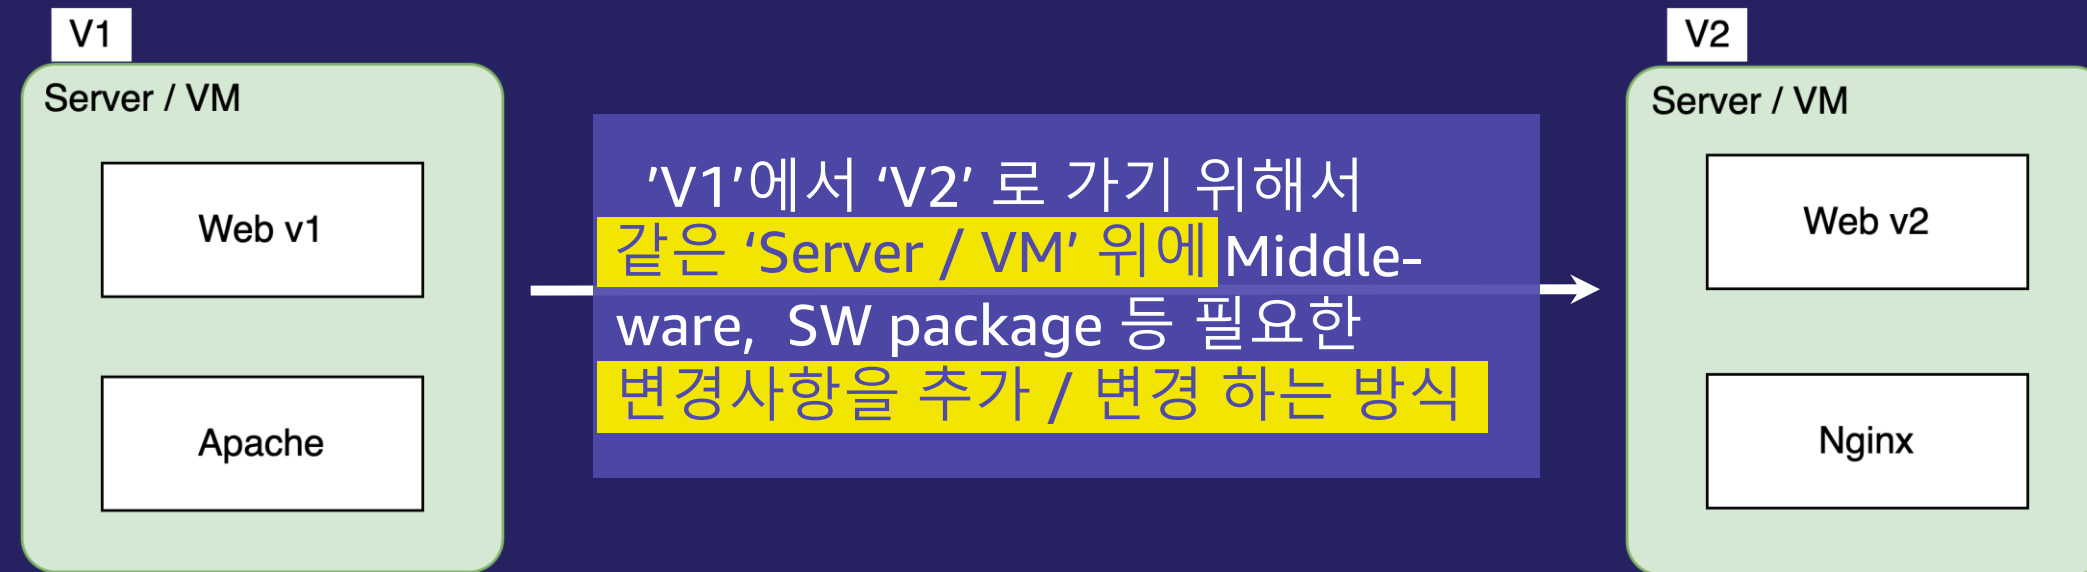 V1
Server / VM
Web v1
Apache
’V1’에서 ‘V2’ 로 가기 위해서
같은 ‘Server / VM’ 위에 Middle-
ware,  SW package 등 필요한
변경사항을 추가 / 변경 하는 방식
V2
Server / VM
Web v2
Nginx